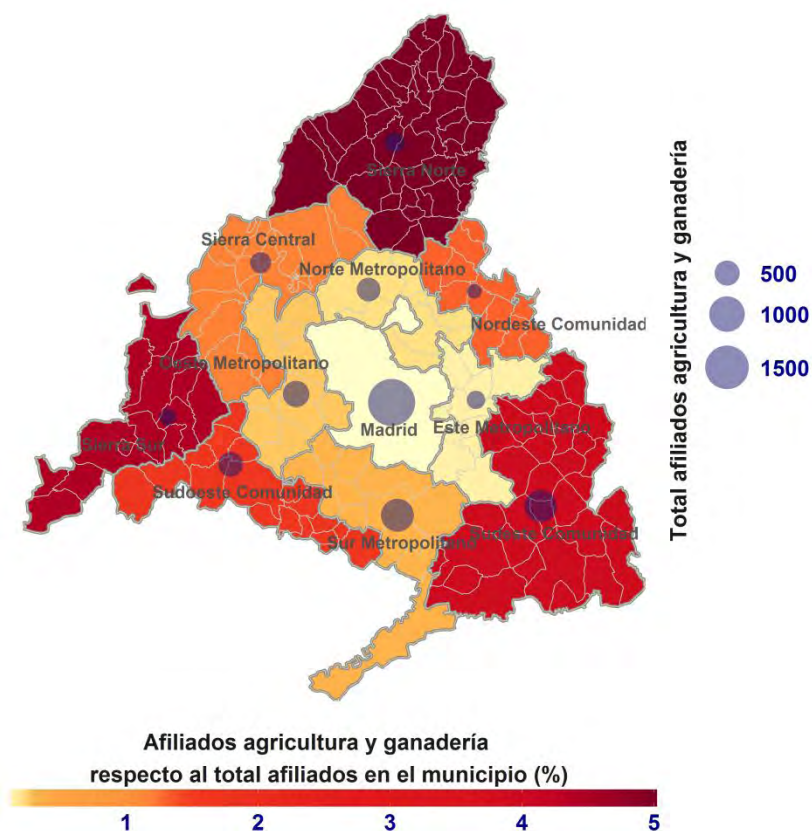 Sierra Norte
Sierra Central
Norte Metropolitano
Nordeste Comunidad
Oeste Metropolitano
Madrid
Este Metropolitano
Sierra Sur
Sudoeste Comunidad
Sur Metropolitano
Sudeste Comunidad
Total afiliados agricultura y ganadería
500
1000
1500
Afiliados agricultura y ganadería
respecto al total afiliados en el municipio (%)
1 2 3 4 5